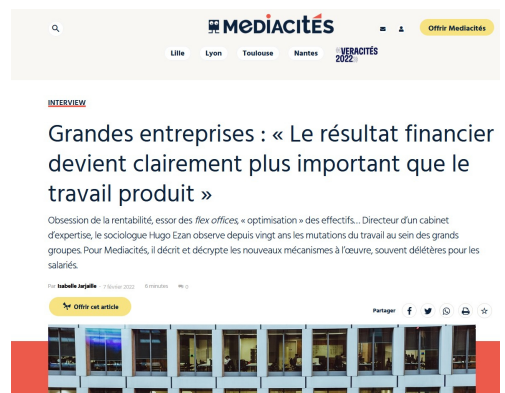 MEDIACITÉS
Offrir Mediacités
Lille Lyon Toulouse Nantes #VERACITÉS
2022
INTERVIEW
Grandes entreprises : « Le résultat financier
devient clairement plus important que le
travail produit »
Obsession de la rentabilité, essor des flex offices, « optimisation » des effectifs… Directeur d'un cabinet
d'expertise, le sociologue Hugo Ezan observe depuis vingt ans les mutations du travail au sein des grands
groupes. Pour Mediacités, il décrit et décrypte les nouveaux mécanismes à l'œuvre, souvent délétères pour les
salariés.
Par Isabelle Jarjaille 7 février 2022 6 minutes 0
Offrir cet article
Partager